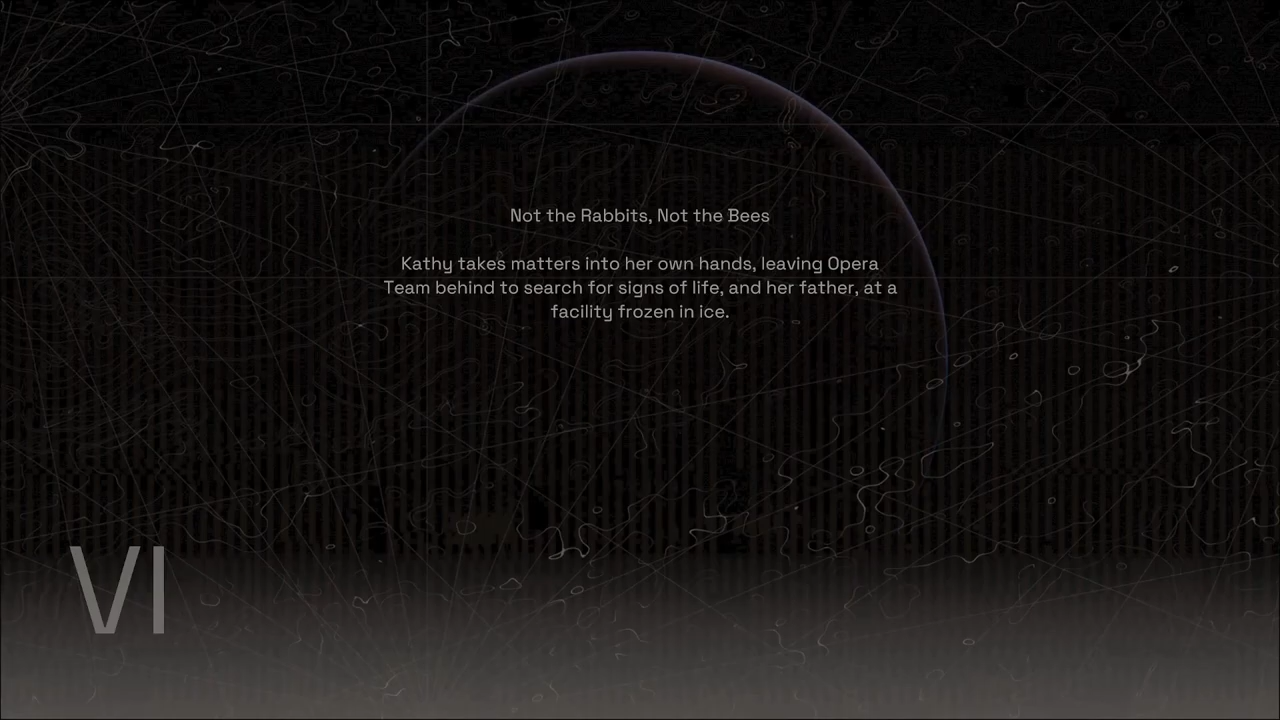 Not the Rabbits, Not the Bees
Kathy takes matters into her own hands, leaving Opera
Team behind to search for signs of life, and her father, at a
facility frozen in ice.
VI